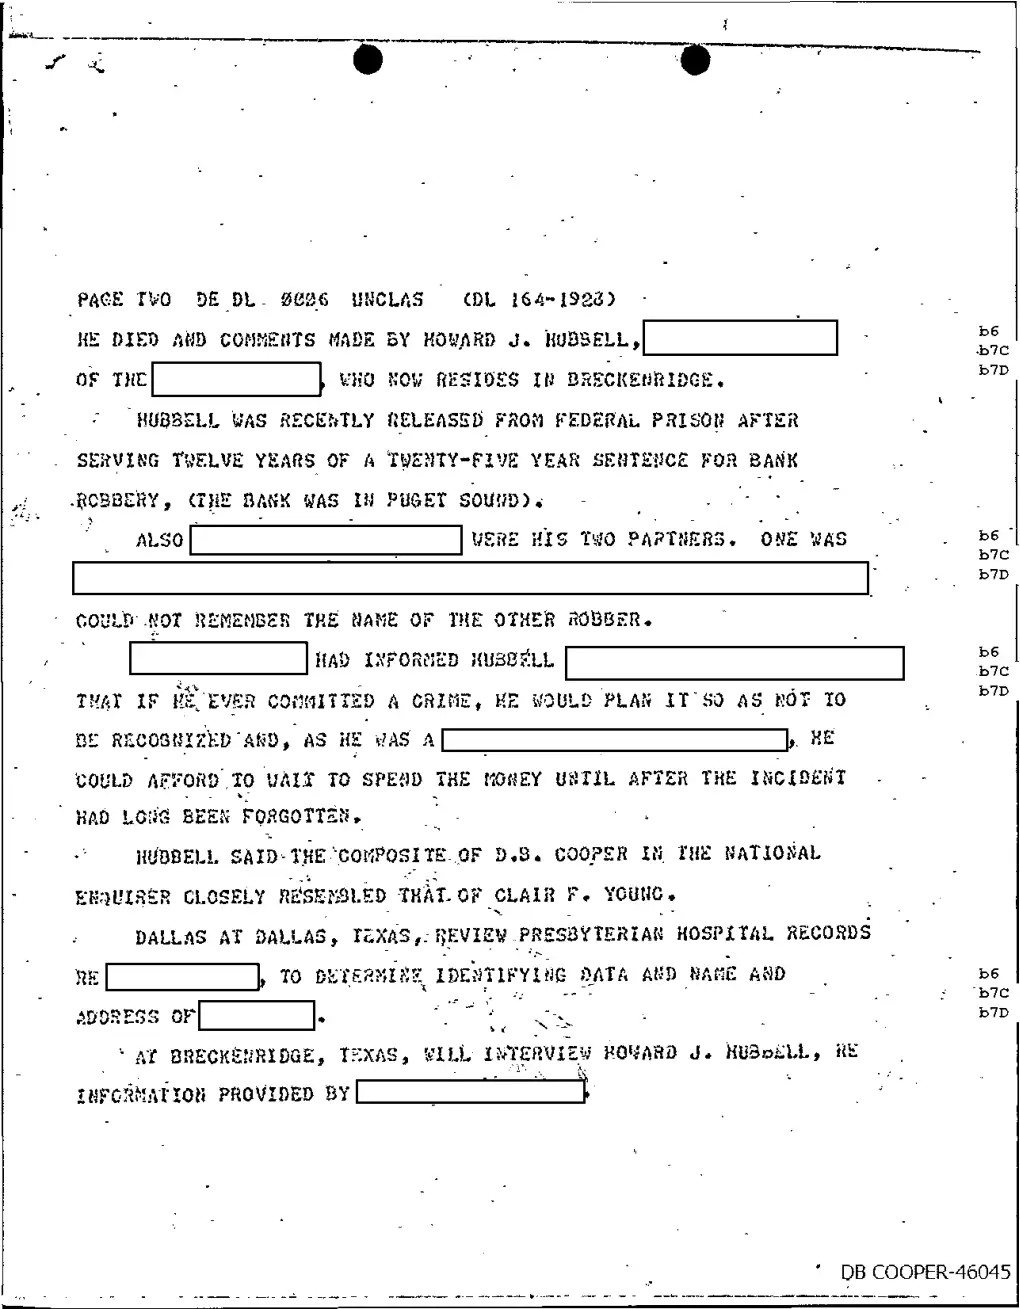 PAGE TWO DE DL 0006 UNCLAS (DL 164-1923)
HE DIED AND COMMENTS MADE BY HOWARD J. HUBBELL,
b6
b7C
b7D
OF THE , WHO NOW RESIDES IN BRECKENRIDGE.
HUBBELL WAS RECENTLY RELEASED FROM FEDERAL PRISON AFTER
SERVING TWELVE YEARS OF A TWENTY-FIVE YEAR SENTENCE FOR BANK
ROBBERY, (THE BANK WAS IN PUGET SOUND).
ALSO WERE HIS TWO PARTNERS. ONE WAS
b6
b7C
b7D
COULD NOT REMEMBER THE NAME OF THE OTHER ROBBER.
HAD INFORMED HUBBELL
b6
b7C
b7D
THAT IF HE EVER COMMITTED A CRIME, HE WOULD PLAN IT SO AS NOT TO
BE RECOGNIZED AND, AS HE WAS A , HE
COULD AFFORD TO WAIT TO SPEND THE MONEY UNTIL AFTER THE INCIDENT
HAD LONG BEEN FORGOTTEN.
HUBBELL SAID THE COMPOSITE OF D.B. COOPER IN THE NATIONAL
ENQUIRER CLOSELY RESEMBLED THAT OF CLAIR F. YOUNG.
DALLAS AT DALLAS, TEXAS, REVIEW PRESBYTERIAN HOSPITAL RECORDS
RE , TO DETERMINE IDENTIFYING DATA AND NAME AND
b6
b7C
b7D
ADDRESS OF .
AT BRECKENRIDGE, TEXAS, WILL INTERVIEW HOWARD J. HUBBELL, RE
INFORMATION PROVIDED BY .
DB COOPER-46045